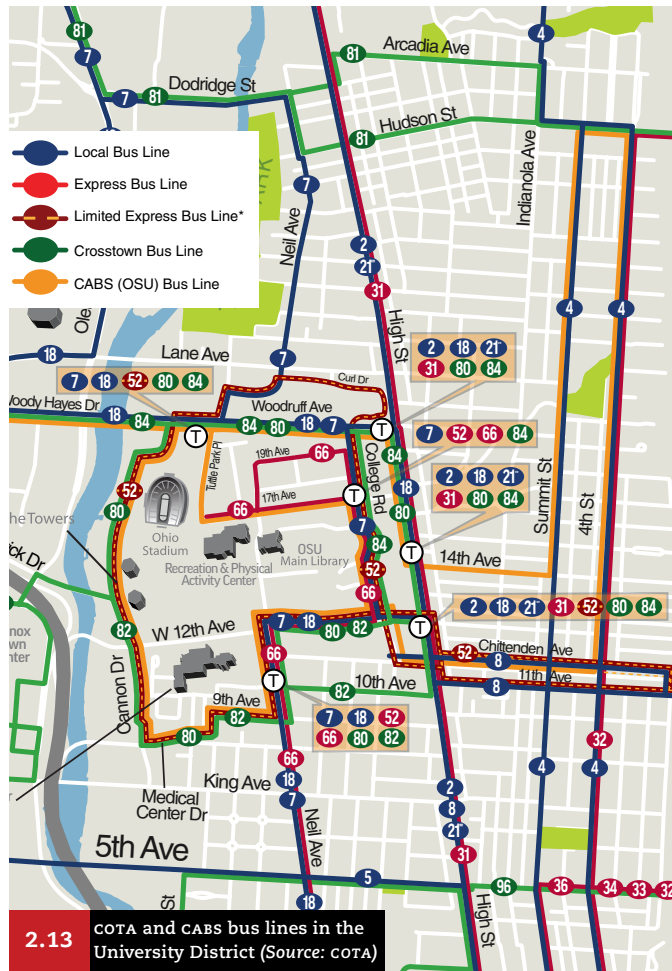 81
7
Dodridge St
7
81
81
Arcadia Ave
4
Hudson St
81
Indianola Ave
Local Bus Line
Express Bus Line
Limited Express Bus Line*
Crosstown Bus Line
CABS (OSU) Bus Line
7
Neil Ave
2
21
31
High St
4
4
18
Lane Ave
7
Curl Dr
7 18 52 80 84
2 18 21
31 80 84
Woody Hayes Dr
18
84
Woodruff Ave
84 80 18 7
T
T
7 52 66 84
Tuttle Park Pl
19th Ave
66
17th Ave
66
College Rd
84
18
80
T
2 18 21
31 80 84
Summit St
4th St
52
80
The Towers
Ohio
Stadium
Recreation & Physical
Activity Center
OSU
Main Library
7
84
52
66
T
14th Ave
2 18 21 31 52 80 84
T
82
W 12th Ave
7 18
80 82
52
Chittenden Ave
8
11th Ave
8
66
T
10th Ave
82
Cannon Dr
9th Ave
82
80
7 18 52
66 80 82
Medical
Center Dr
King Ave
66
18
7
Neil Ave
2
8
21
31
4
32
4
5th Ave
5
18
High St
96
36
34 33 32
St
2.13
COTA and CABS bus lines in the
University District (Source: COTA)